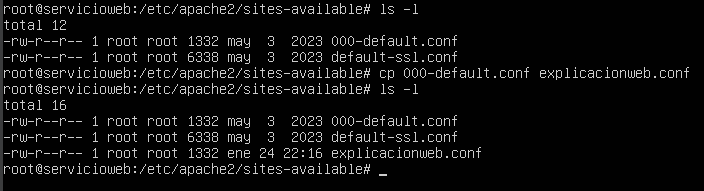 root@servicioweb:/etc/apache2/sites-available# ls -l
total 12
-rw-r--r-- 1 root root 1332 may  3  2023 000-default.conf
-rw-r--r-- 1 root root 6338 may  3  2023 default-ssl.conf
root@servicioweb:/etc/apache2/sites-available# cp 000-default.conf explicacionweb.conf
root@servicioweb:/etc/apache2/sites-available# ls -l
total 16
-rw-r--r-- 1 root root 1332 may  3  2023 000-default.conf
-rw-r--r-- 1 root root 6338 may  3  2023 default-ssl.conf
-rw-r--r-- 1 root root 1332 ene 24 22:16 explicacionweb.conf
root@servicioweb:/etc/apache2/sites-available# _